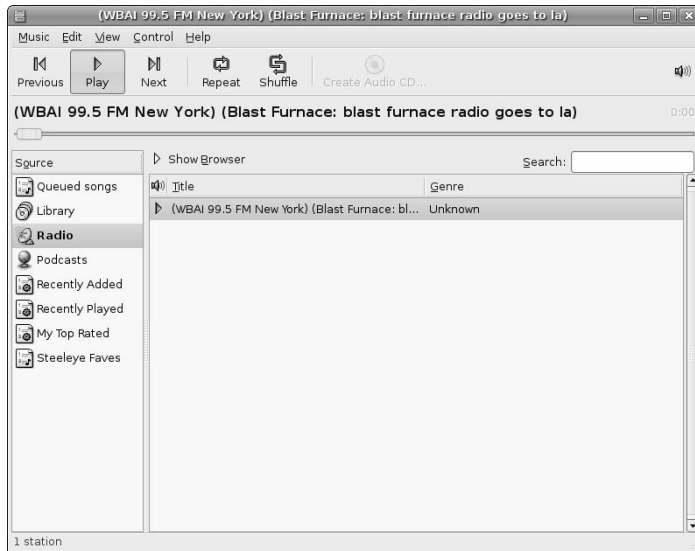 (WBAI 99.5 FM New York) (Blast Furnace: blast furnace radio goes to la)
Music Edit View Control Help
Previous Play Next Repeat Shuffle Create Audio CD...
(WBAI 99.5 FM New York) (Blast Furnace: blast furnace radio goes to la) 0:00
Source
Show Browser Search:
Title Genre
(WBAI 99.5 FM New York) (Blast Furnace: bl... Unknown
Queued songs
Library
Radio
Podcasts
Recently Added
Recently Played
My Top Rated
Steeleye Faves
1 station